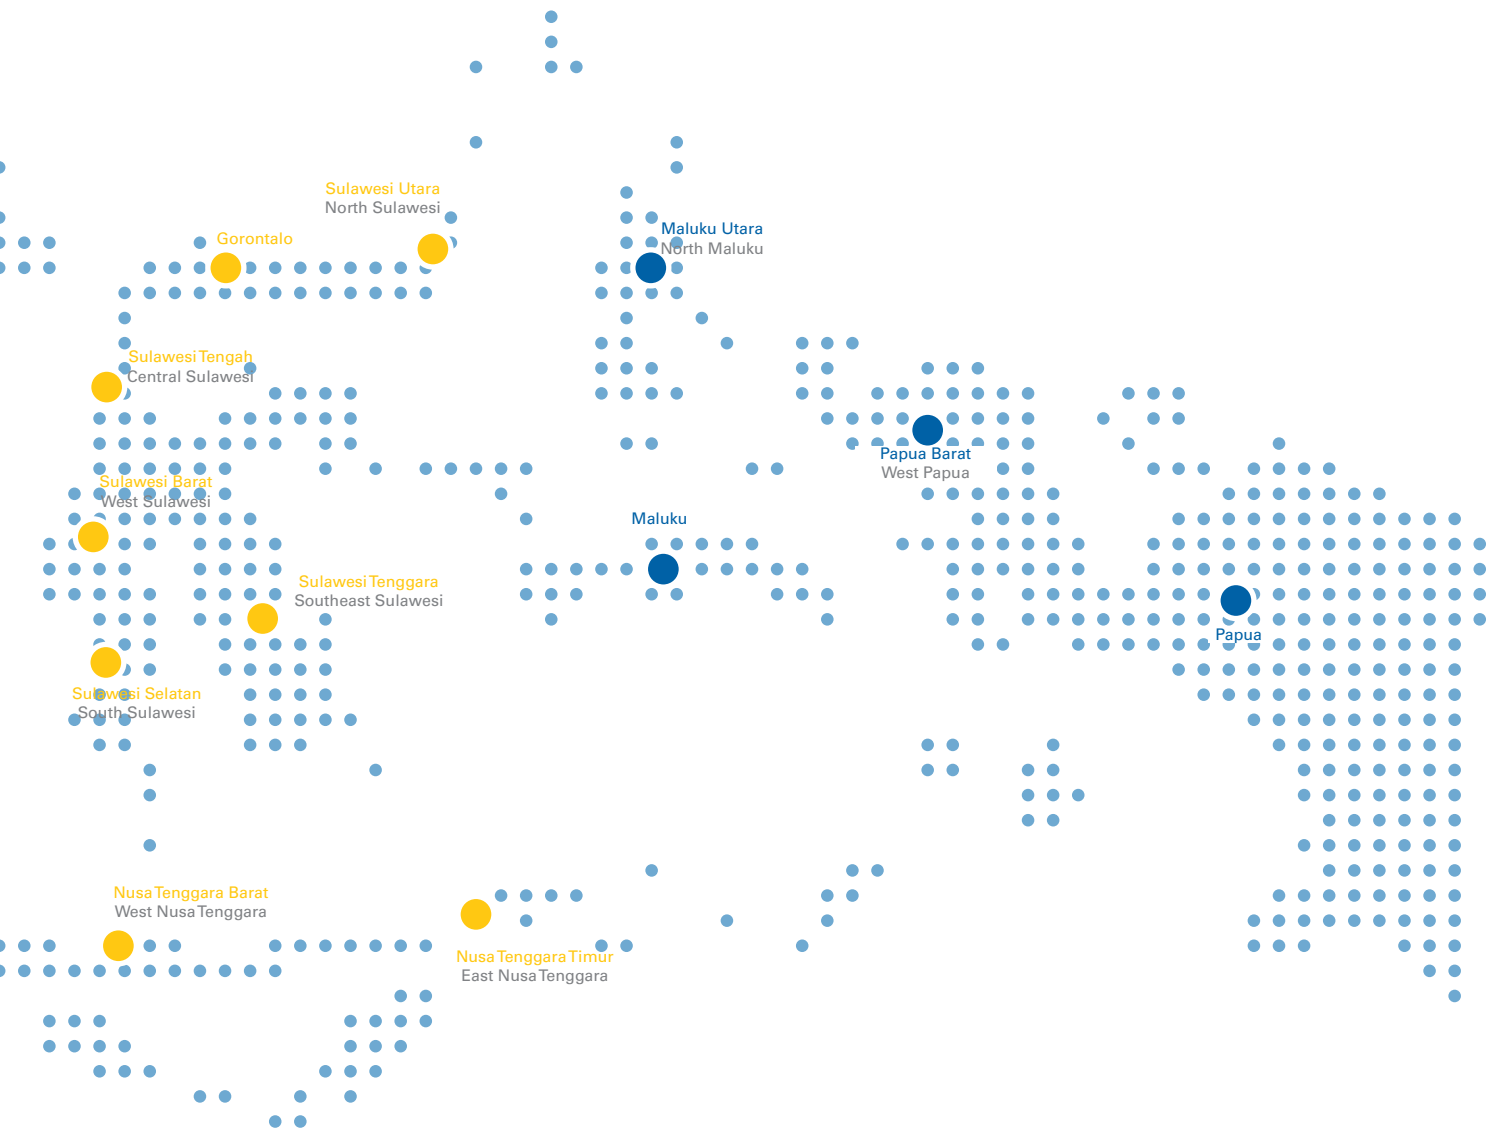 Sulawesi Utara
North Sulawesi
Gorontalo
Maluku Utara
North Maluku
Sulawesi Tengah
Central Sulawesi
Papua Barat
West Papua
Sulawesi Barat
West Sulawesi
Maluku
Sulawesi Tenggara
Southeast Sulawesi
Papua
Sulawesi Selatan
South Sulawesi
Nusa Tenggara Barat
West Nusa Tenggara
Nusa Tenggara Timur
East Nusa Tenggara